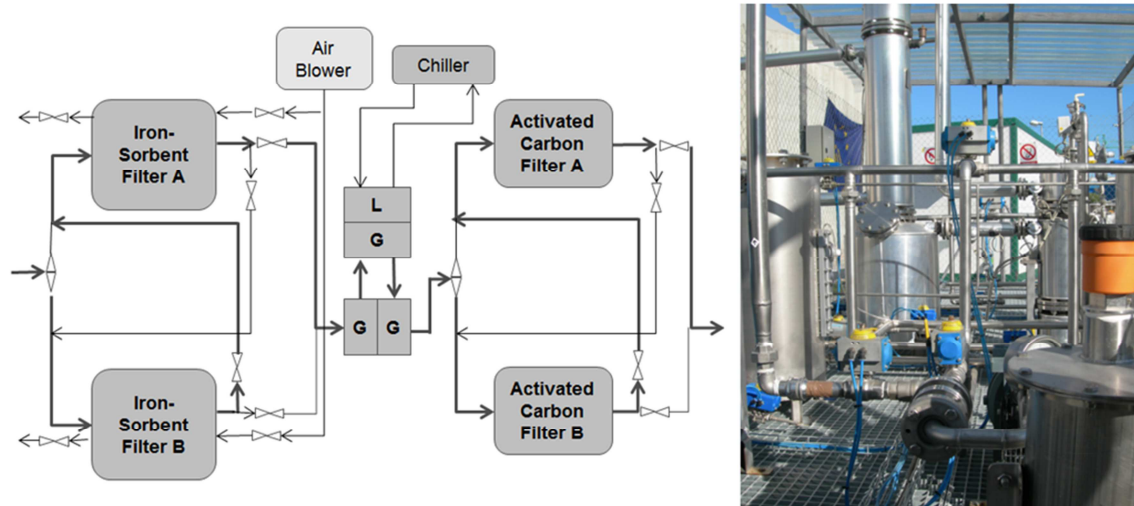 Air
Blower
Chiller
Iron-
Sorbent
Filter A
Activated
Carbon
Filter A
L
G
G G
Iron-
Sorbent
Filter B
Activated
Carbon
Filter B